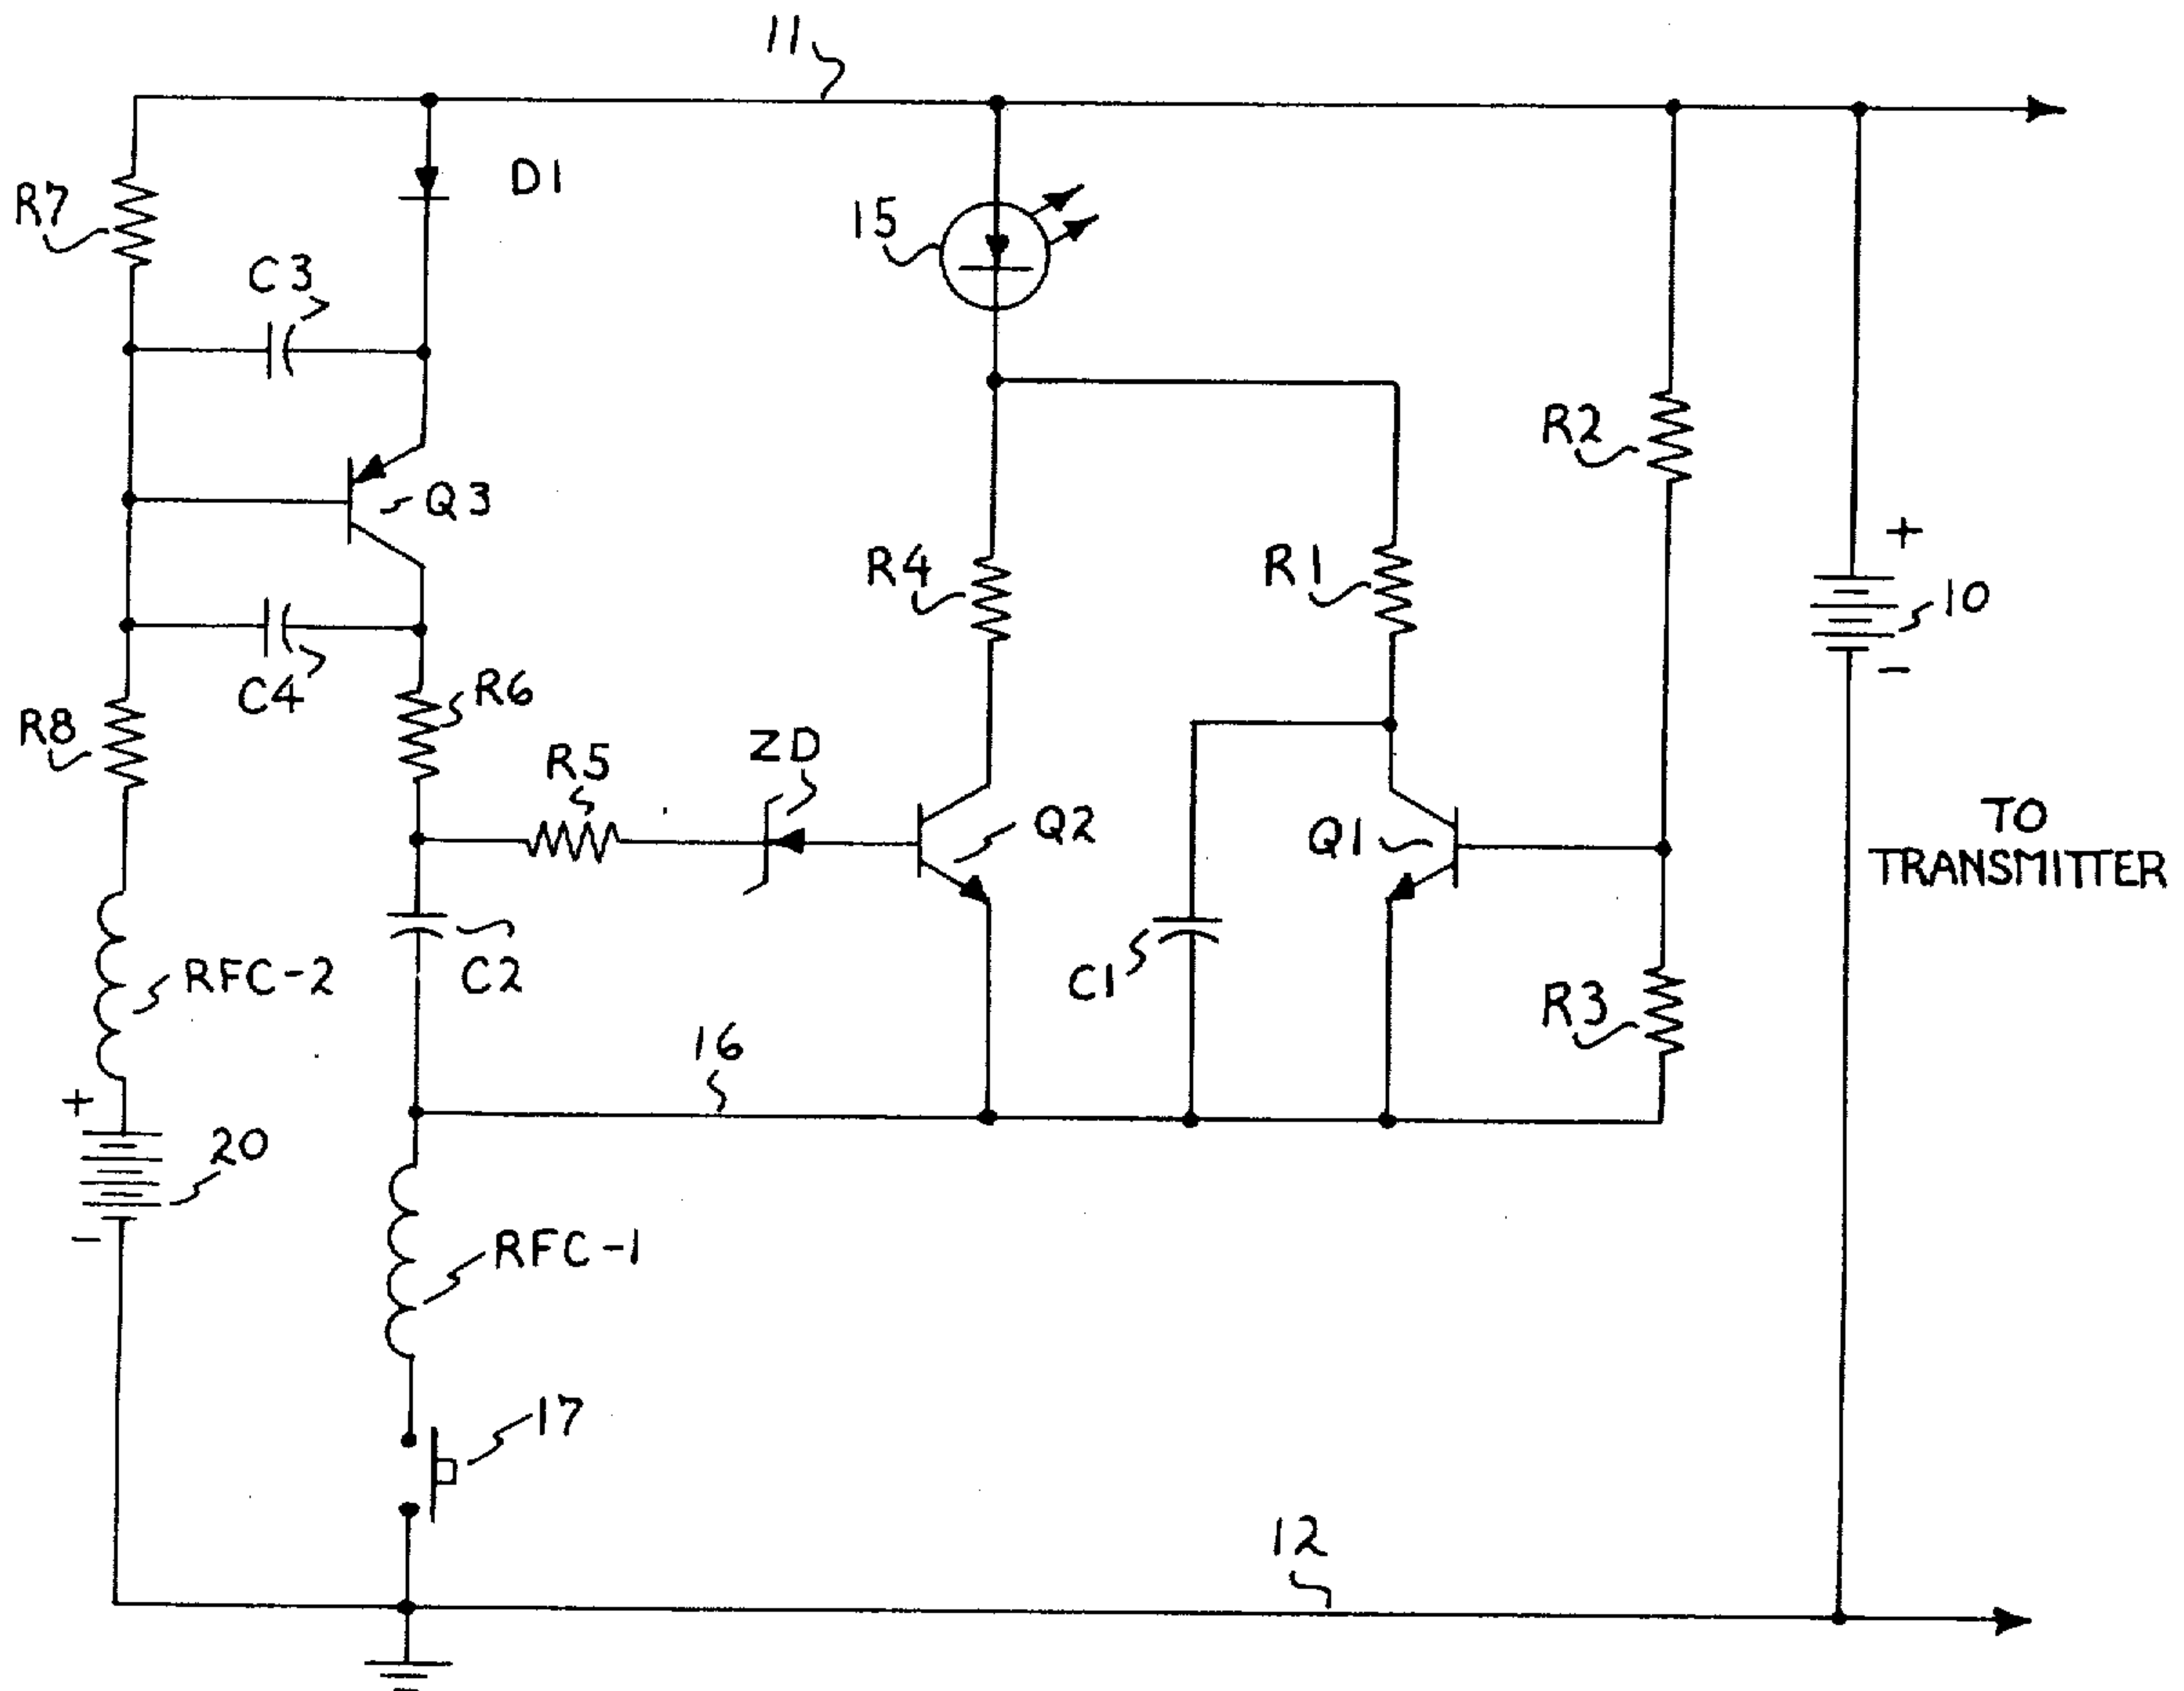 11
R7
D1
15
C3
R2
Q3
R4
R1
+
10
−
C4
R6
R8
R5
ZD
Q2
Q1
TO
TRANSMITTER
RFC-2
C2
C1
R3
16
+
20
−
RFC-1
17
12